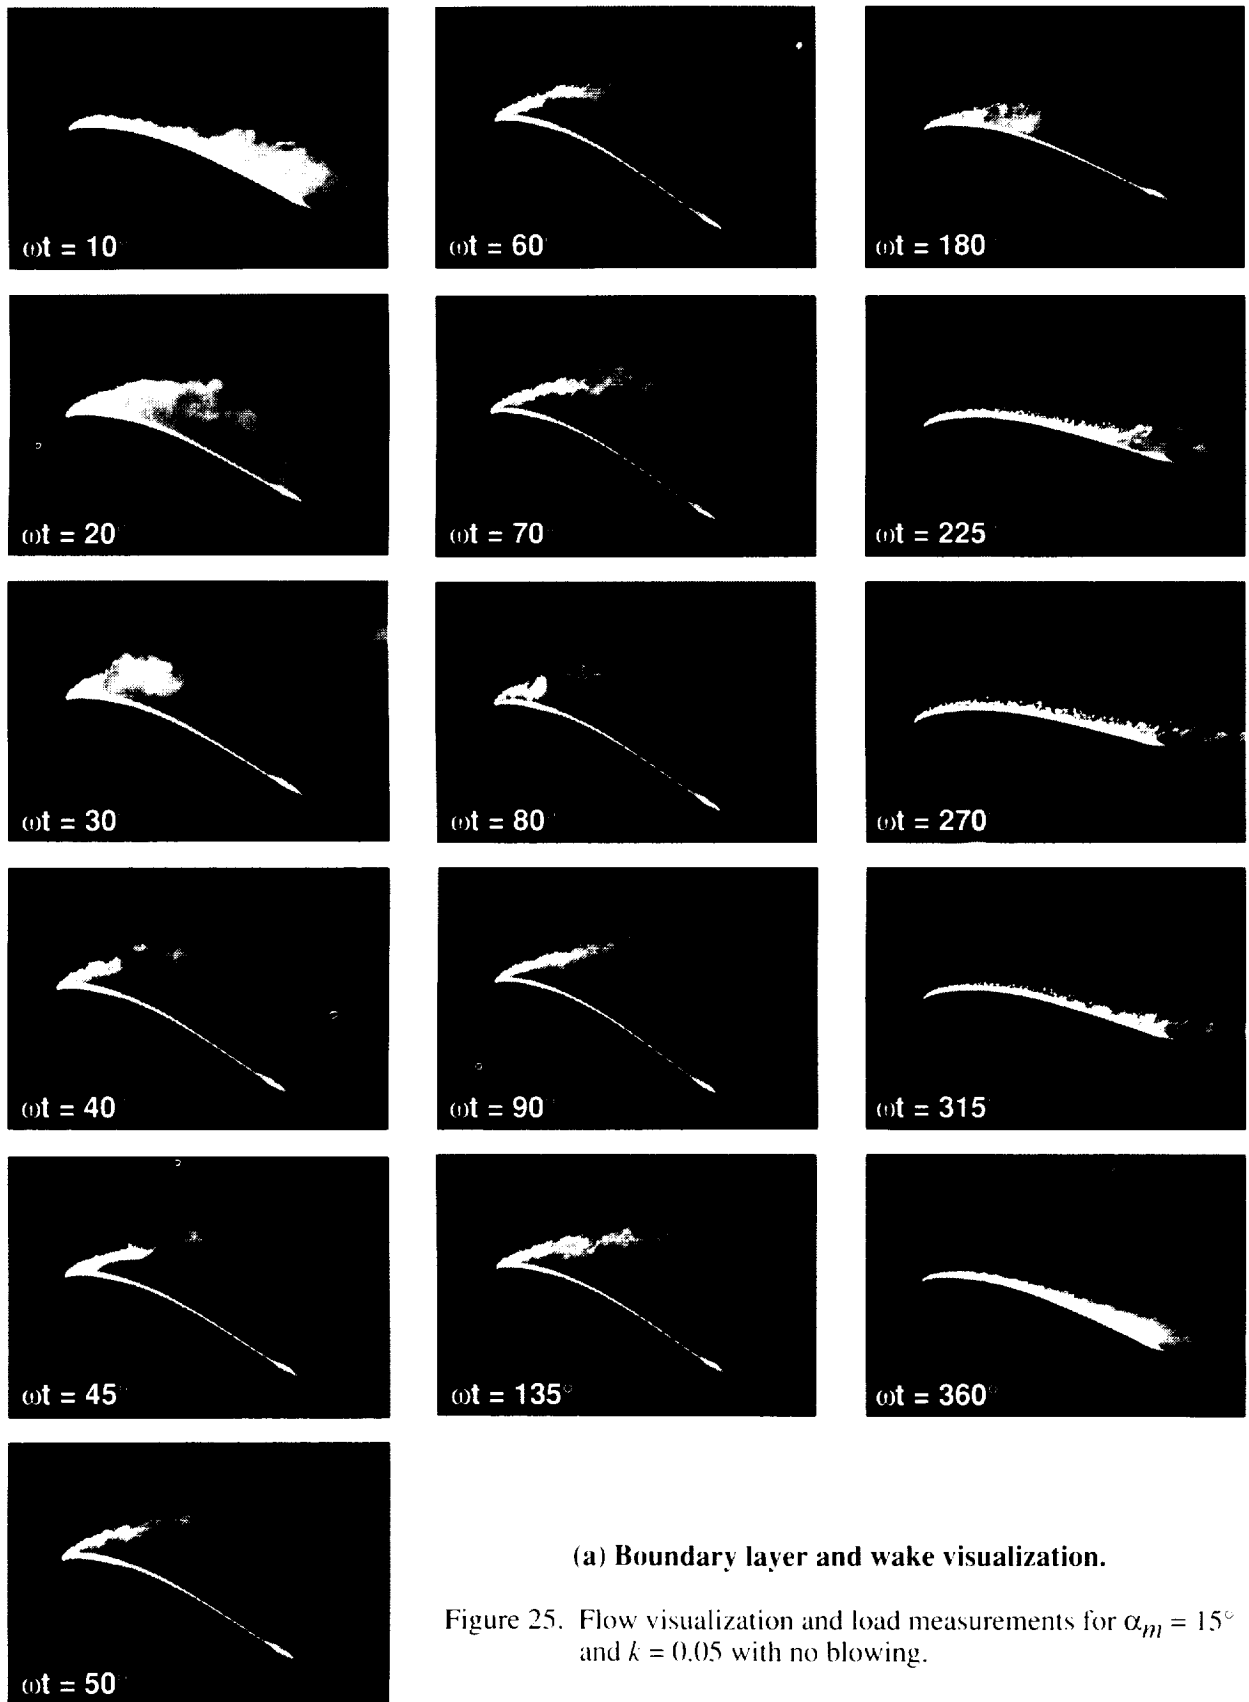 ωt = 10°
ωt = 20°
ωt = 30
ωt = 40
ωt = 45°
ωt = 50°
ωt = 60°
ωt = 70°
ωt = 80°
ωt = 90°
ωt = 135°
ωt = 180
ωt = 225
ωt = 270
ωt = 315
ωt = 360°
(a) Boundary layer and wake visualization.
Figure 25. Flow visualization and load measurements for αm = 15°
and k = 0.05 with no blowing.